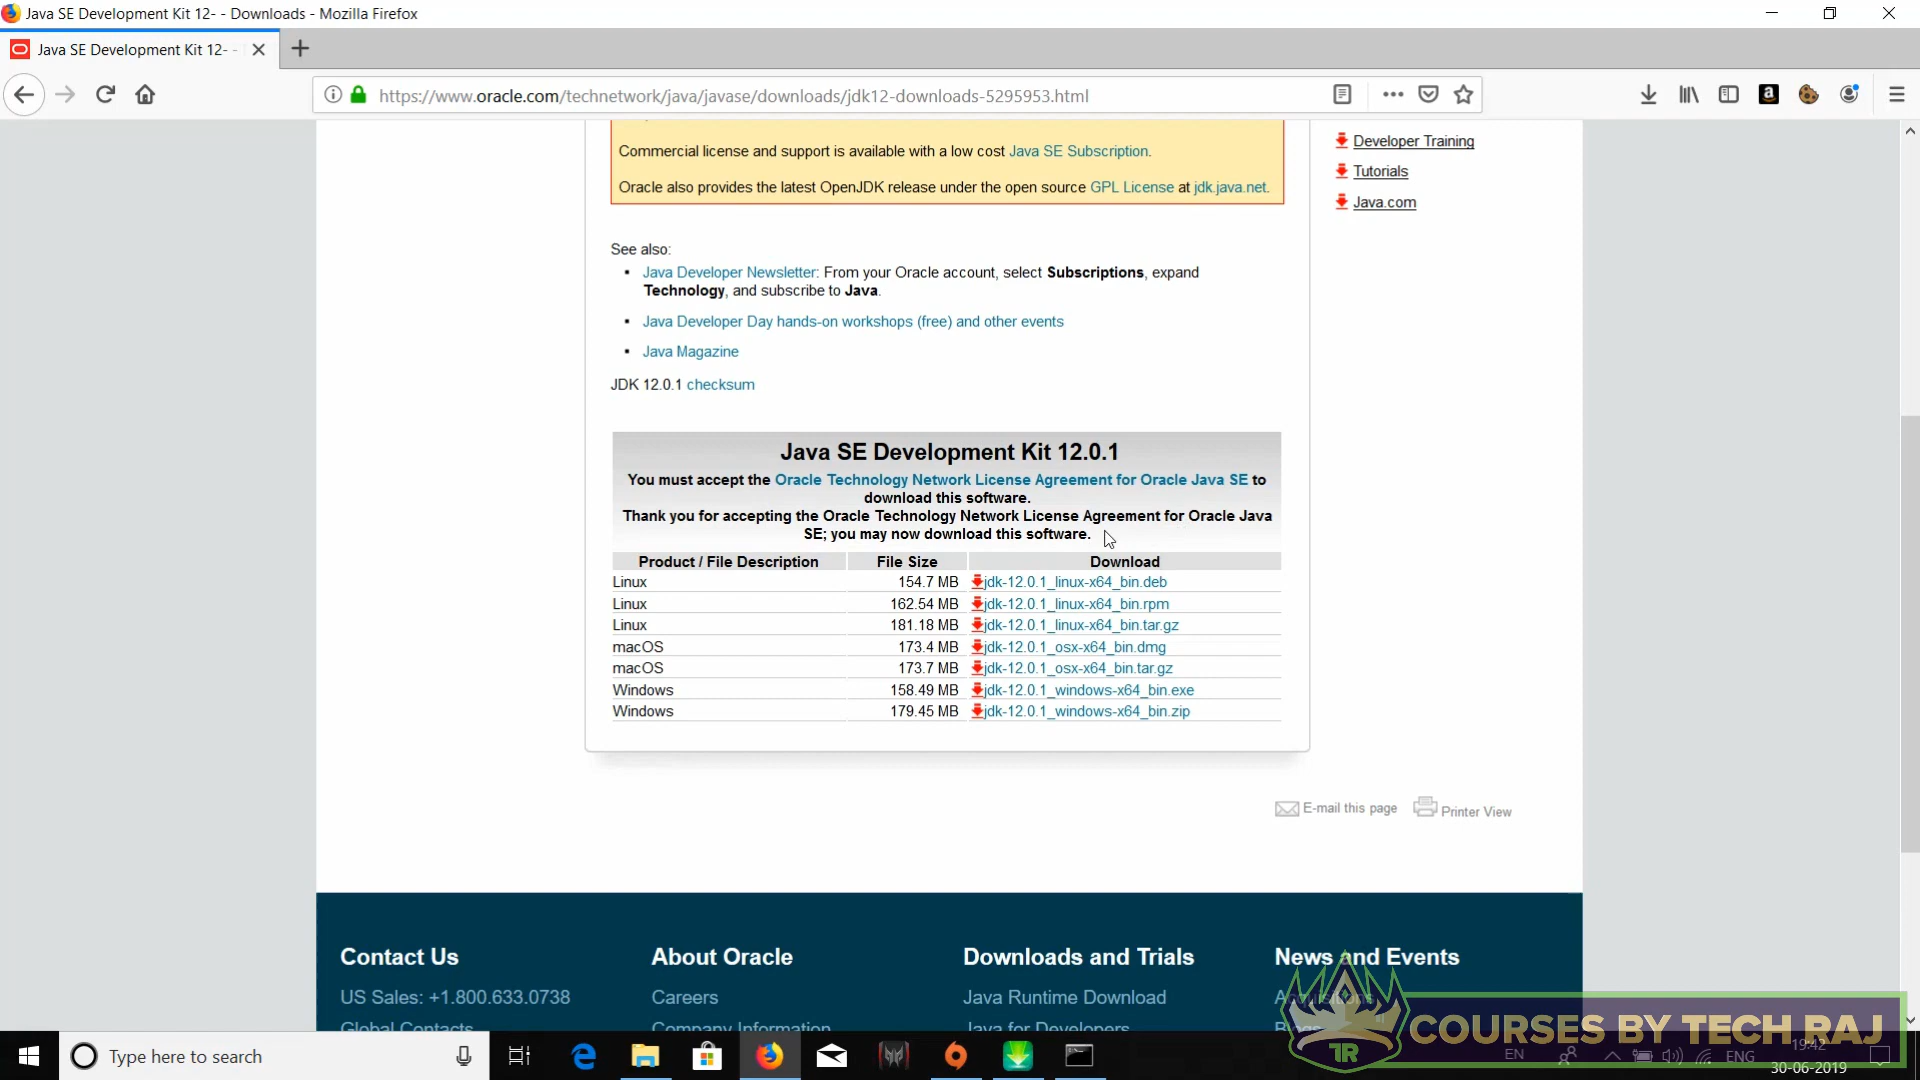 Java SE Development Kit 12- - Downloads - Mozilla Firefox
Java SE Development Kit 12- -
https://www.oracle.com/technetwork/java/javase/downloads/jdk12-downloads-5295953.html
Commercial license and support is available with a low cost Java SE Subscription.
Oracle also provides the latest OpenJDK release under the open source GPL License at jdk.java.net.
Developer Training
Tutorials
Java.com
See also:
• Java Developer Newsletter: From your Oracle account, select Subscriptions, expand
Technology, and subscribe to Java.
• Java Developer Day hands-on workshops (free) and other events
• Java Magazine
JDK 12.0.1 checksum
Java SE Development Kit 12.0.1
You must accept the Oracle Technology Network License Agreement for Oracle Java SE to
download this software.
Thank you for accepting the Oracle Technology Network License Agreement for Oracle Java
SE; you may now download this software.
Product / File Description File Size Download
Linux 154.7 MB jdk-12.0.1_linux-x64_bin.deb
Linux 162.54 MB jdk-12.0.1_linux-x64_bin.rpm
Linux 181.18 MB jdk-12.0.1_linux-x64_bin.tar.gz
macOS 173.4 MB jdk-12.0.1_osx-x64_bin.dmg
macOS 173.7 MB jdk-12.0.1_osx-x64_bin.tar.gz
Windows 158.49 MB jdk-12.0.1_windows-x64_bin.exe
Windows 179.45 MB jdk-12.0.1_windows-x64_bin.zip
E-mail this page Printer View
Contact Us About Oracle Downloads and Trials News and Events
US Sales: +1.800.633.0738 Careers Java Runtime Download Acquisitions
Global Contacts Company Information Java for Developers Blogs
COURSES BY TECH RAJ
TR
Type here to search
EN ENG 19:42
30-06-2019